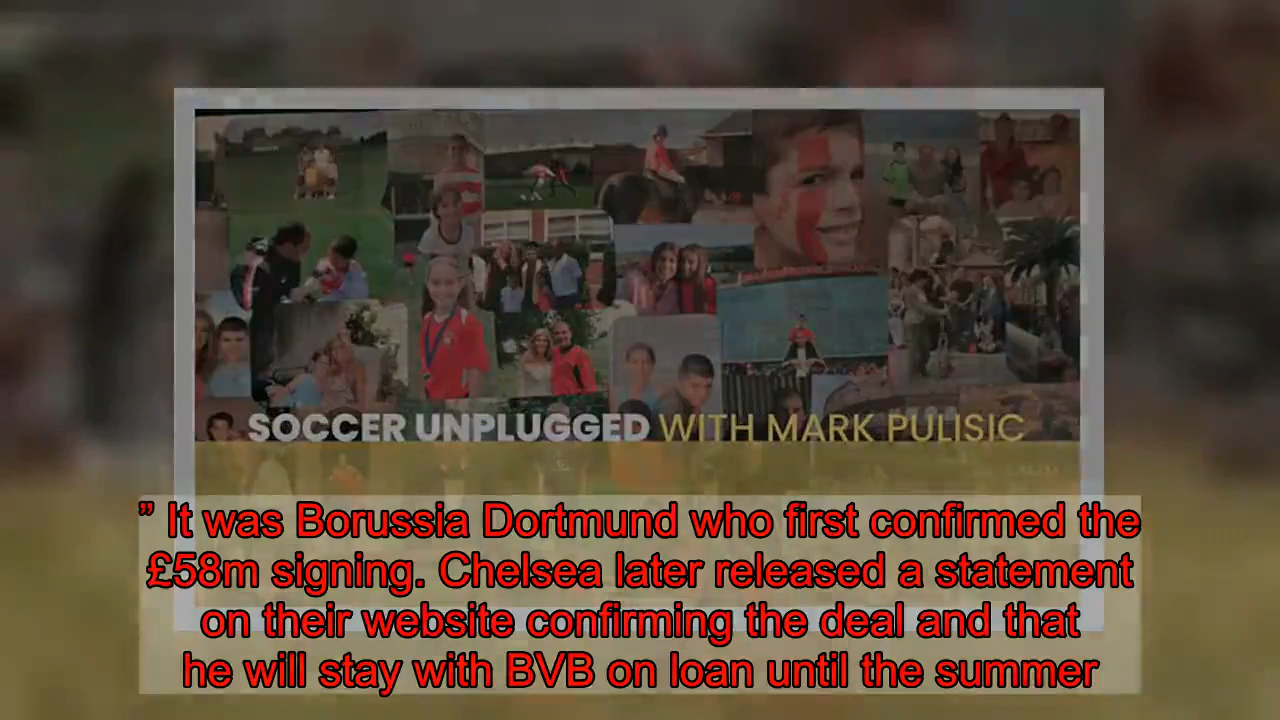 SOCCER UNPLUGGED WITH MARK PULISIC
” It was Borussia Dortmund who first confirmed the
£58m signing. Chelsea later released a statement
on their website confirming the deal and that
he will stay with BVB on loan until the summer